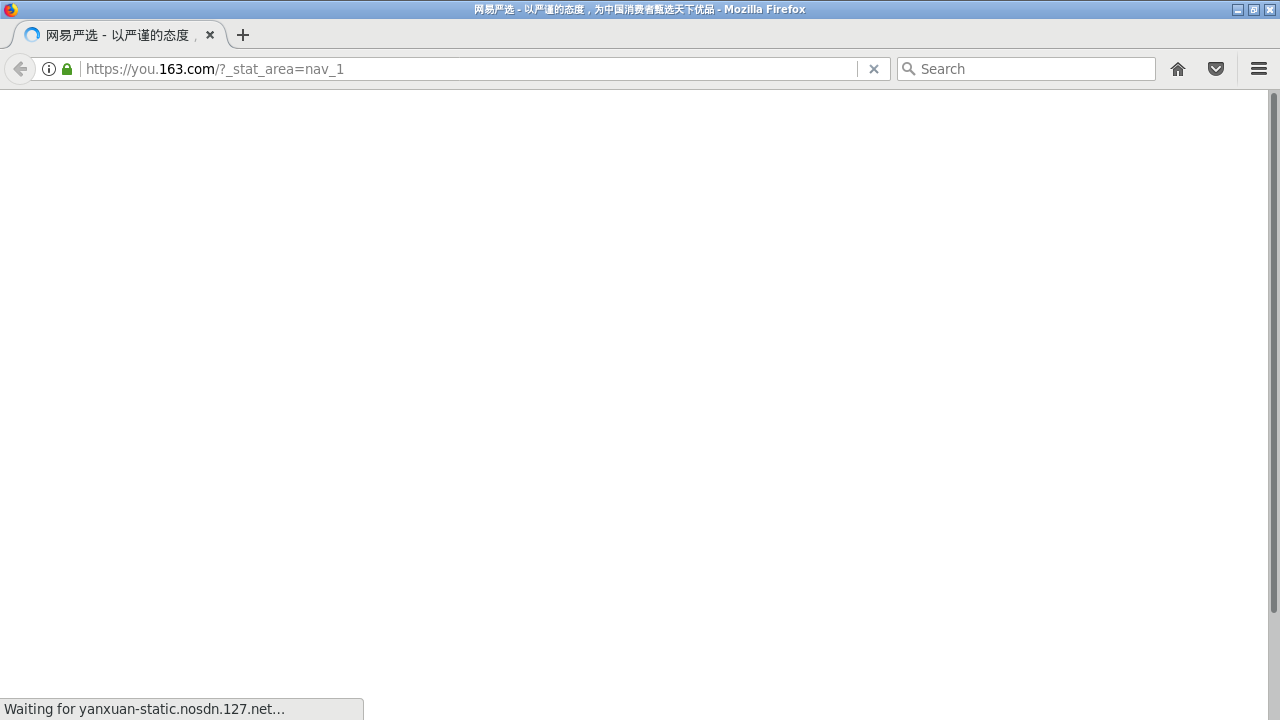 网易严选 - 以严谨的态度，为中国消费者甄选天下优品 - Mozilla Firefox
网易严选 - 以严谨的态度，
https://you.163.com/?_stat_area=nav_1
Search
Waiting for yanxuan-static.nosdn.127.net...